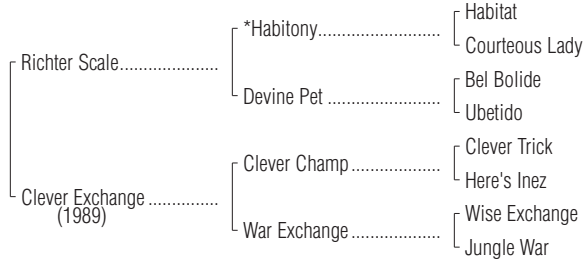 Habitat
*Habitony........................
Courteous Lady
Richter Scale....................
Bel Bolide
Devine Pet ......................
Ubetido
Clever Trick
Clever Champ..................
Here's Inez
Clever Exchange ..............
(1989)
Wise Exchange
War Exchange..................
Jungle War